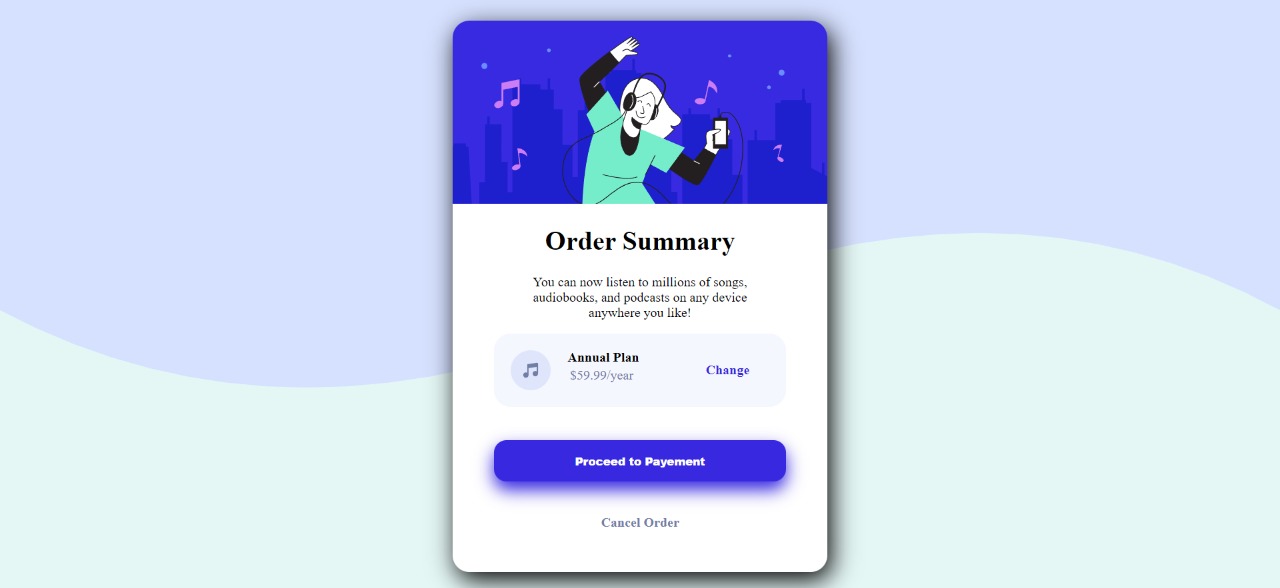 Order Summary
You can now listen to millions of songs,
audiobooks, and podcasts on any device
anywhere you like!
Annual Plan
$59.99/year
Change
Proceed to Payement
Cancel Order